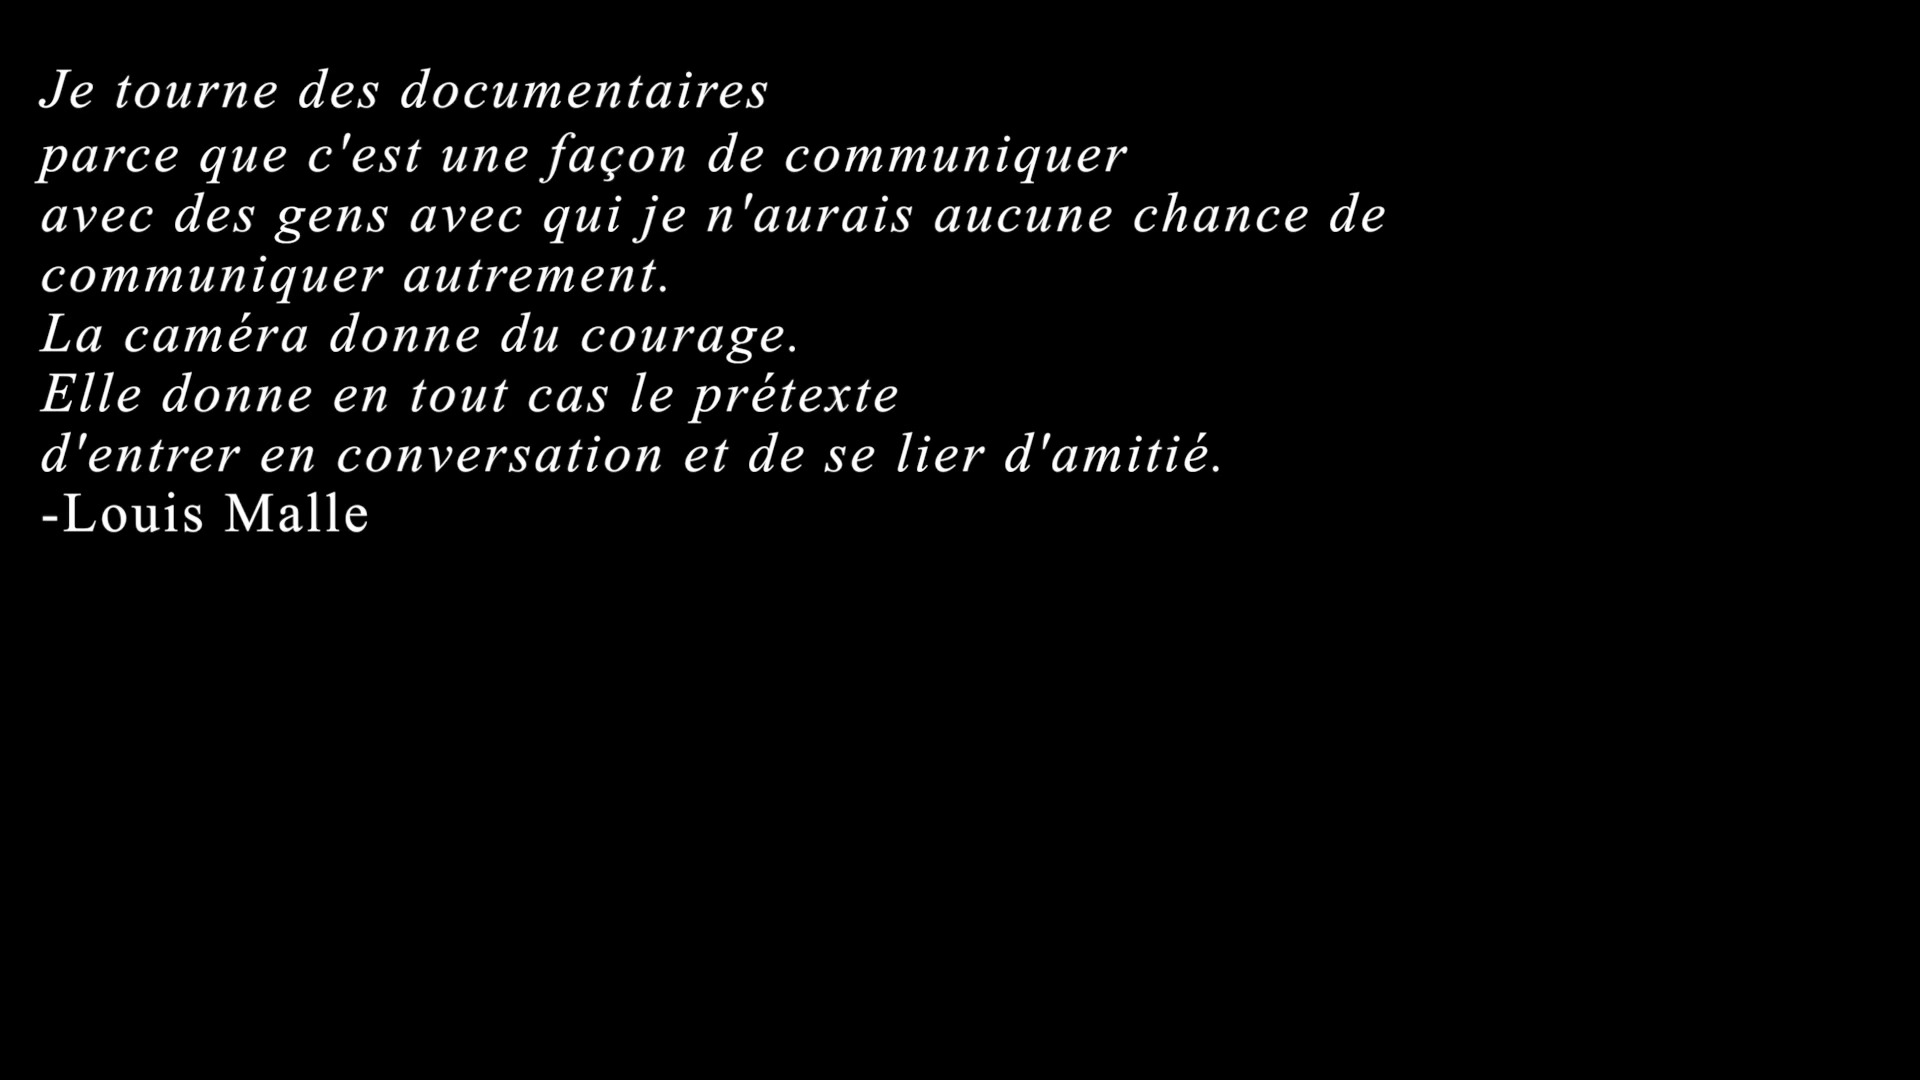 Je tourne des documentaires
parce que c'est une façon de communiquer
avec des gens avec qui je n'aurais aucune chance de
communiquer autrement.
La caméra donne du courage.
Elle donne en tout cas le prétexte
d'entrer en conversation et de se lier d'amitié.
-Louis Malle